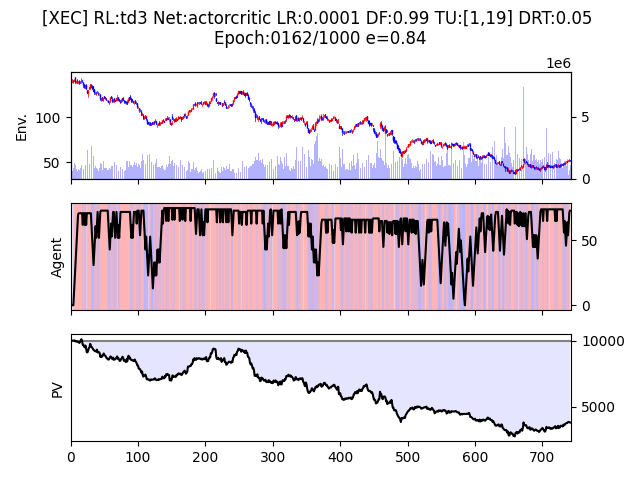 [XEC] RL:td3 Net:actorcritic LR:0.0001 DF:0.99 TU:[1,19] DRT:0.05
Epoch:0162/1000 e=0.84
1e6
Env.
100
50
5
0
Agent
50
0
PV
10000
5000
0 100 200 300 400 500 600 700